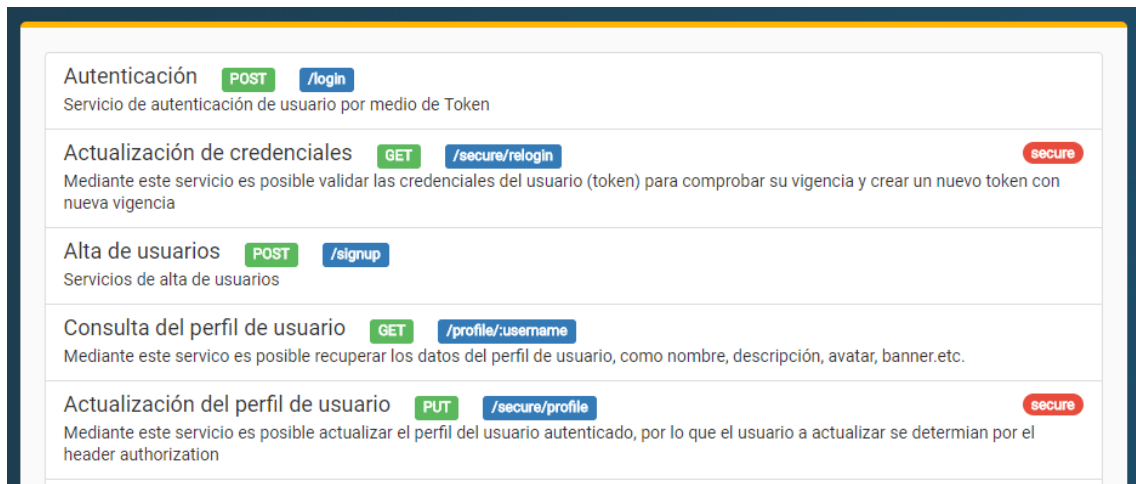 Autenticación POST /login
Servicio de autenticación de usuario por medio de Token
Actualización de credenciales GET /secure/relogin secure
Mediante este servicio es posible validar las credenciales del usuario (token) para comprobar su vigencia y crear un nuevo token con
nueva vigencia
Alta de usuarios POST /signup
Servicios de alta de usuarios
Consulta del perfil de usuario GET /profile/:username
Mediante este servico es posible recuperar los datos del perfil de usuario, como nombre, descripción, avatar, banner.etc.
Actualización del perfil de usuario PUT /secure/profile secure
Mediante este servicio es posible actualizar el perfil del usuario autenticado, por lo que el usuario a actualizar se determian por el
header authorization